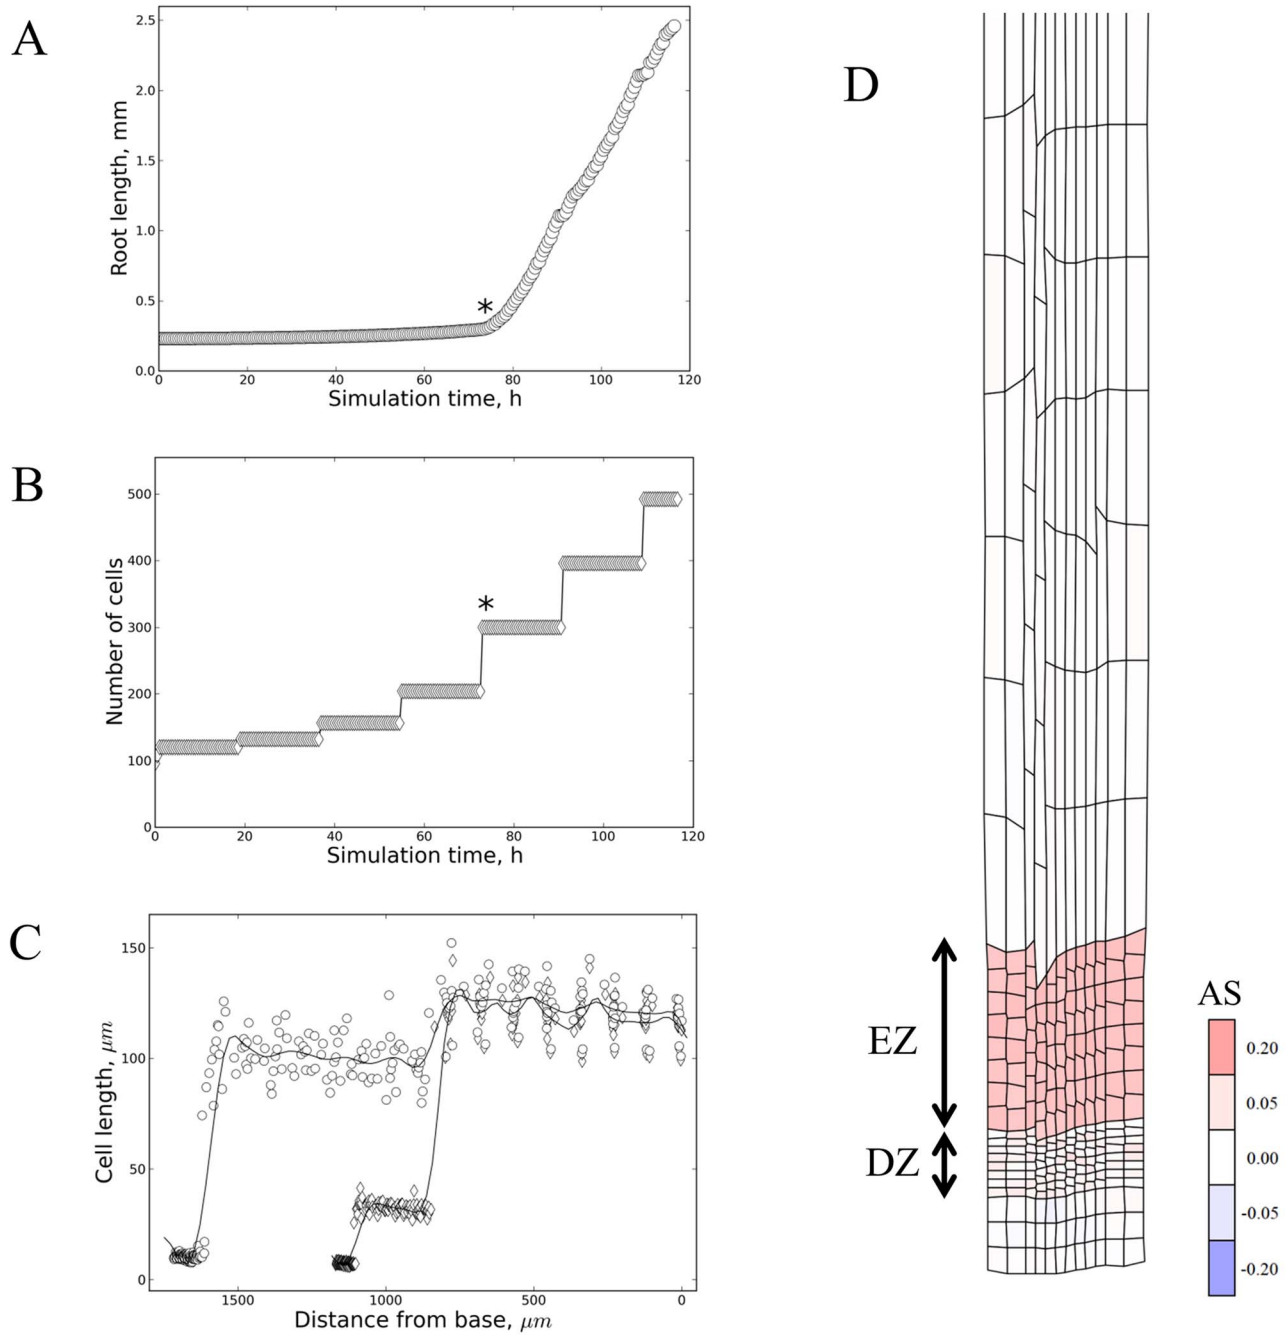 A
2.5
2.0
1.5
1.0
0.5
0.0
Root length, mm
*
0 20 40 60 80 100 120
Simulation time, h
B
500
400
300
200
100
0
Number of cells
*
0 20 40 60 80 100 120
Simulation time, h
C
150
100
50
0
Cell length, μm
1500 1000 500 0
Distance from base, μm
D
EZ
DZ
AS
0.20
0.05
0.00
-0.05
-0.20